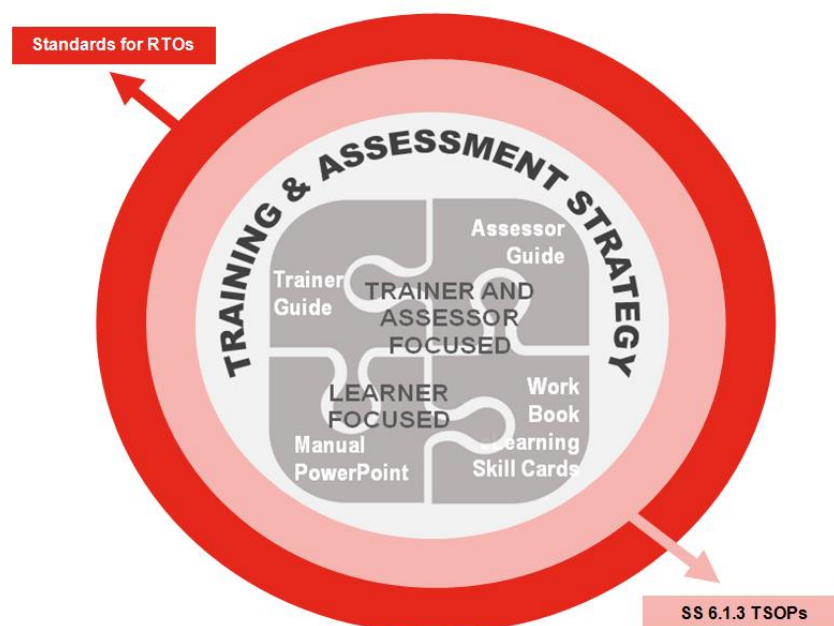 Standards for RTOs
TRAINING & ASSESSMENT STRATEGY
Assessor
Guide
Trainer
Guide
TRAINER AND
ASSESSOR
FOCUSED
LEARNER
FOCUSED
Manual
PowerPoint
Work
Book
eLearning
Skill Cards
SS 6.1.3 TSOPs